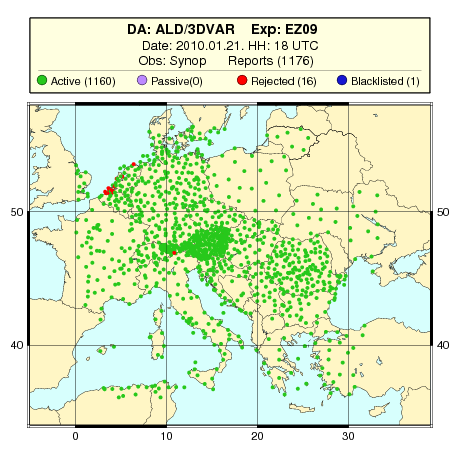 DA: ALD/3DVAR Exp: EZ09
Date: 2010.01.21. HH: 18 UTC
Obs: Synop Reports (1176)
Active (1160) Passive(0) Rejected (16) Blacklisted (1)
50 50
40 40
0 10 20 30